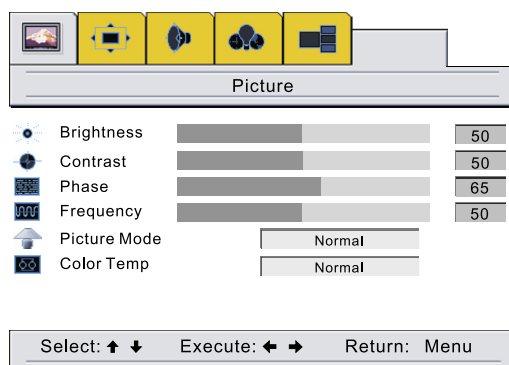 Picture
Brightness 50
Contrast 50
Phase 65
Frequency 50
Picture Mode Normal
Color Temp Normal
Select: ↑ ↓ Execute: ← → Return: Menu